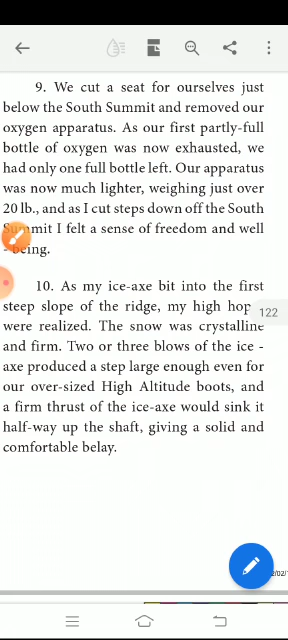 9. We cut a seat for ourselves just
below the South Summit and removed our
oxygen apparatus. As our first partly-full
bottle of oxygen was now exhausted, we
had only one full bottle left. Our apparatus
was now much lighter, weighing just over
20 lb., and as I cut steps down off the South
Summit I felt a sense of freedom and well
- being.
10. As my ice-axe bit into the first
steep slope of the ridge, my high hop
122
were realized. The snow was crystalline
and firm. Two or three blows of the ice -
axe produced a step large enough even for
our over-sized High Altitude boots, and
a firm thrust of the ice-axe would sink it
half-way up the shaft, giving a solid and
comfortable belay.
2/02/